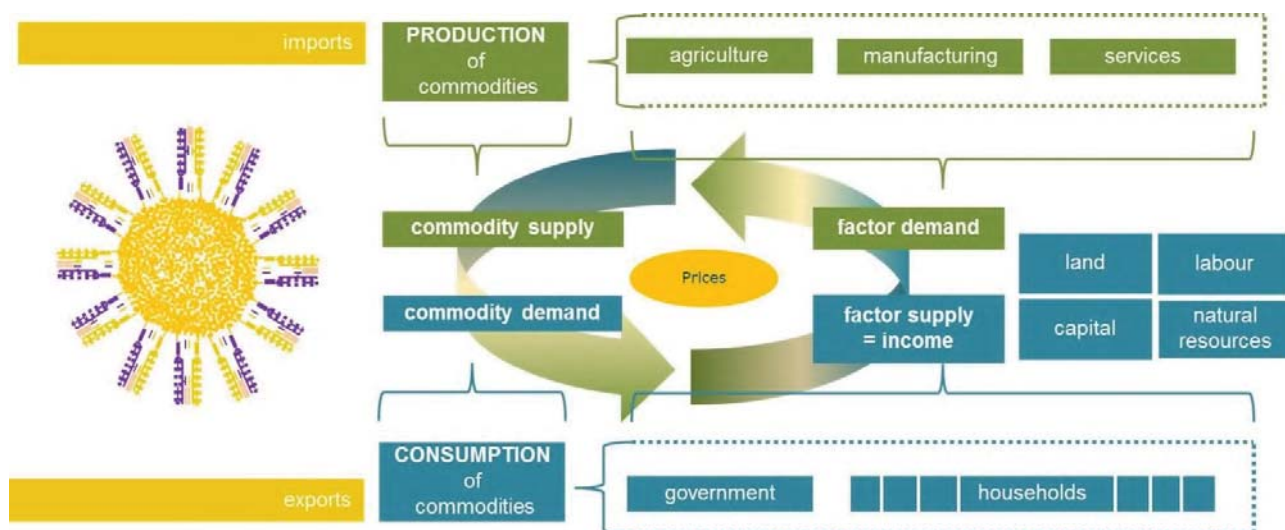 imports
PRODUCTION
of
commodities
agriculture
manufacturing
services
commodity supply
factor demand
Prices
land
labour
commodity demand
factor supply
= income
capital
natural
resources
CONSUMPTION
of
commodities
exports
government
households